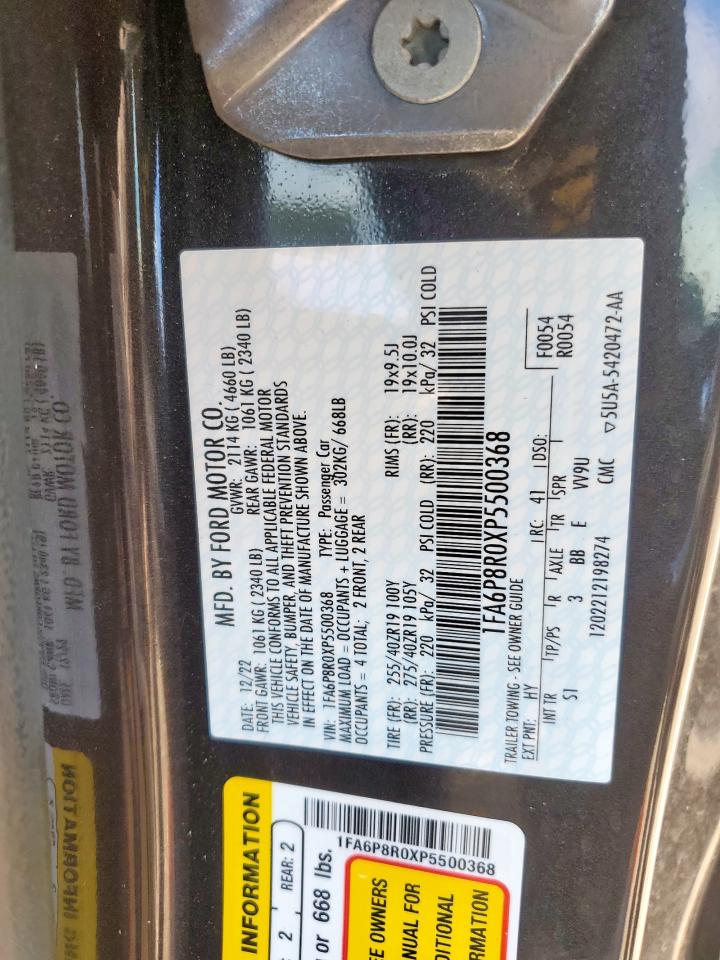 MFD. BY FORD MOTOR CO.
DATE: 12/22 GVWR: 2114 KG ( 4660 LB)
FRONT GAWR: 1061 KG ( 2340 LB) REAR GAWR: 1061 KG ( 2340 LB)
THIS VEHICLE CONFORMS TO ALL APPLICABLE FEDERAL MOTOR
VEHICLE SAFETY, BUMPER, AND THEFT PREVENTION STANDARDS
IN EFFECT ON THE DATE OF MANUFACTURE SHOWN ABOVE.
VIN: 1FA6P8R0XP5500368 TYPE: Passenger Car
MAXIMUM LOAD = OCCUPANTS + LUGGAGE = 302KG/ 668LB
OCCUPANTS = 4 TOTAL; 2 FRONT, 2 REAR
TIRE (FR): 255/40ZR19 100Y RIMS (FR): 19x9.5J
(RR): 275/40ZR19 105Y (RR): 19x10.0J
PRESSURE (FR): 220 kPa/ 32 PSI COLD (RR): 220 kPa/ 32 PSI COLD
1FA6P8R0XP5500368
TRAILER TOWING - SEE OWNER GUIDE
EXT PNT: HY RC: 41 DSO: F0054
R0054
INT TR TP/PS R AXLE TR SPR
S1 3 BB E VV9U
1202212198274 CMC ▽5U5A-5420472-AA
INFORMATION
: 2 REAR: 2
or 668 lbs.
1FA6P8R0XP5500368
E OWNERS
NUAL FOR
DITIONAL
RMATION